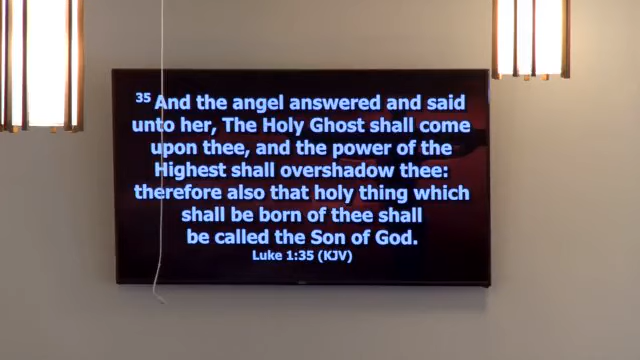 35 And the angel answered and said
unto her, The Holy Ghost shall come
upon thee, and the power of the
Highest shall overshadow thee:
therefore also that holy thing which
shall be born of thee shall
be called the Son of God.
Luke 1:35 (KJV)